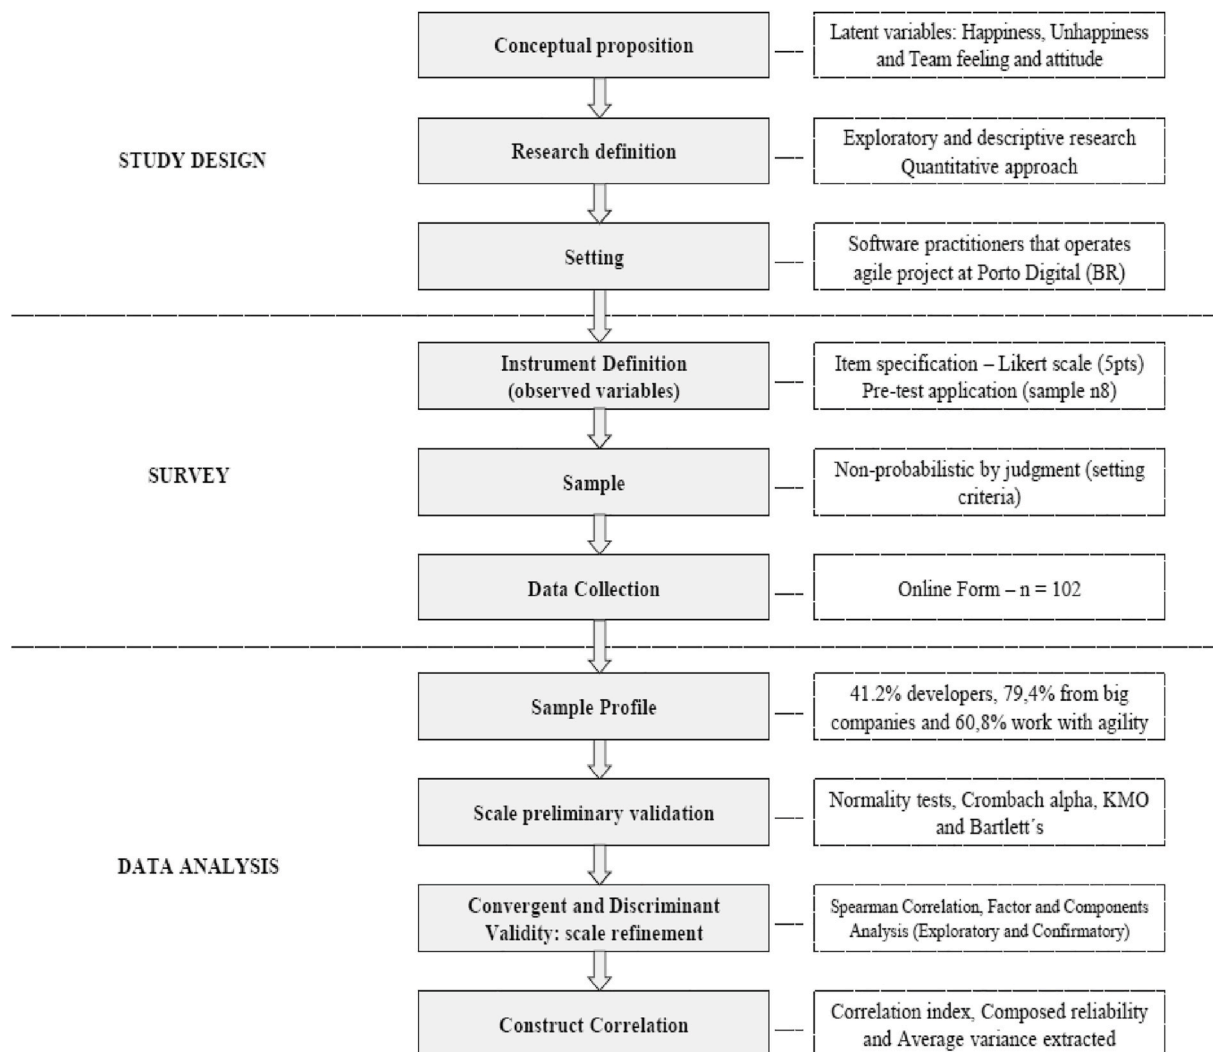 Conceptual proposition
Latent variables: Happiness, Unhappiness
and Team feeling and attitude
STUDY DESIGN
Research definition
Exploratory and descriptive research
Quantitative approach
Setting
Software practitioners that operates
agile project at Porto Digital (BR)
Instrument Definition
(observed variables)
Item specification – Likert scale (5pts)
Pre-test application (sample n8)
SURVEY
Sample
Non-probabilistic by judgment (setting
criteria)
Data Collection
Online Form – n = 102
Sample Profile
41.2% developers, 79,4% from big
companies and 60,8% work with agility
Scale preliminary validation
Normality tests, Crombach alpha, KMO
and Bartlett´s
DATA ANALYSIS
Convergent and Discriminant
Validity: scale refinement
Spearman Correlation, Factor and Components
Analysis (Exploratory and Confirmatory)
Construct Correlation
Correlation index, Composed reliability
and Average variance extracted